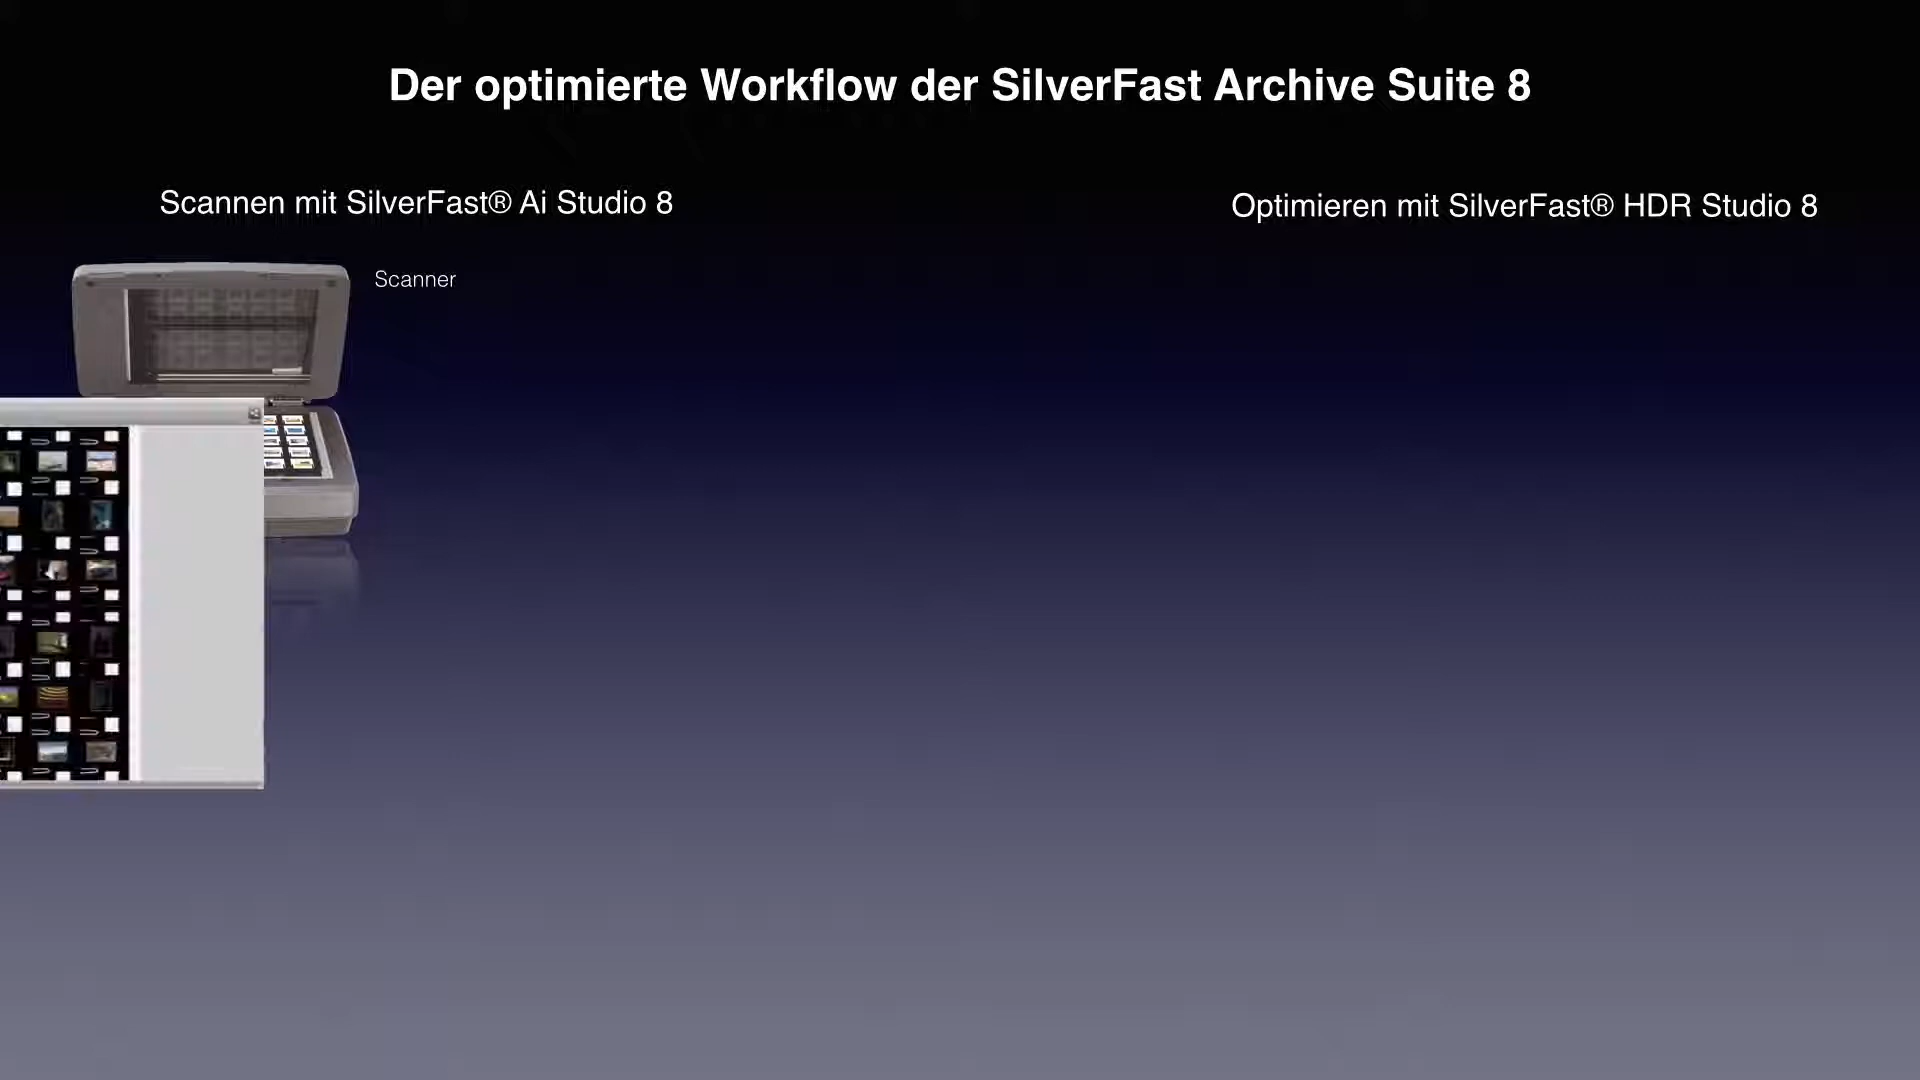 Der optimierte Workflow der SilverFast Archive Suite 8
Scannen mit SilverFast® Ai Studio 8
Optimieren mit SilverFast® HDR Studio 8
Scanner